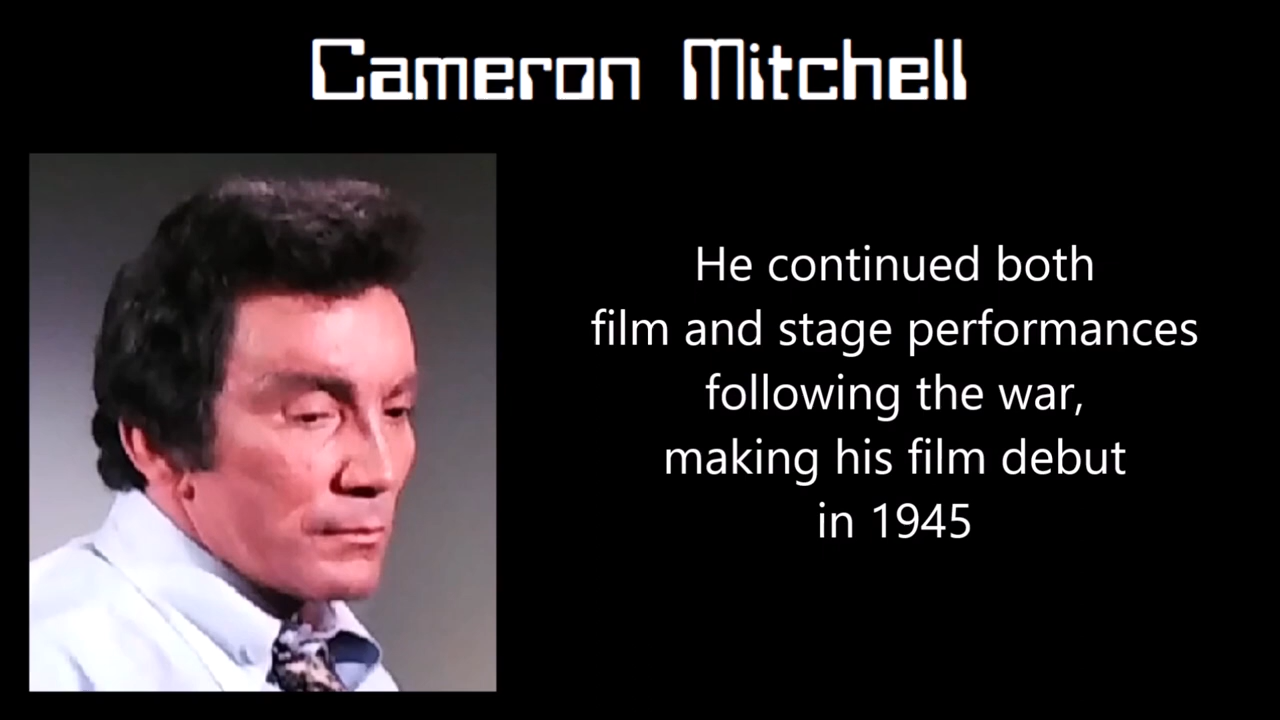 Cameron Mitchell
He continued both
film and stage performances
following the war,
making his film debut
in 1945